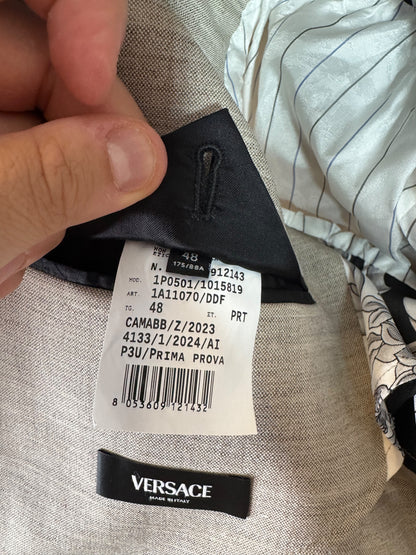 48
175/88A
N. 912143
MOD. 1P0501/1015819
ART. 1A11070/DDF
TG. 48 IT. PRT
CAMABB/Z/2023
4133/1/2024/AI
P3U/PRIMA PROVA
8 053609 121432
VERSACE
MADE IN ITALY